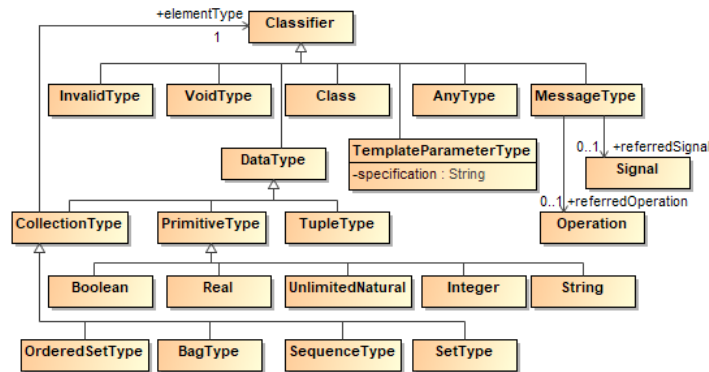 +elementType
Classifier
1
InvalidType
VoidType
Class
AnyType
MessageType
DataType
TemplateParameterType
-specification : String
0..1 +referredSignal
Signal
0..1 +referredOperation
CollectionType
PrimitiveType
TupleType
Operation
Boolean
Real
UnlimitedNatural
Integer
String
OrderedSetType
BagType
SequenceType
SetType